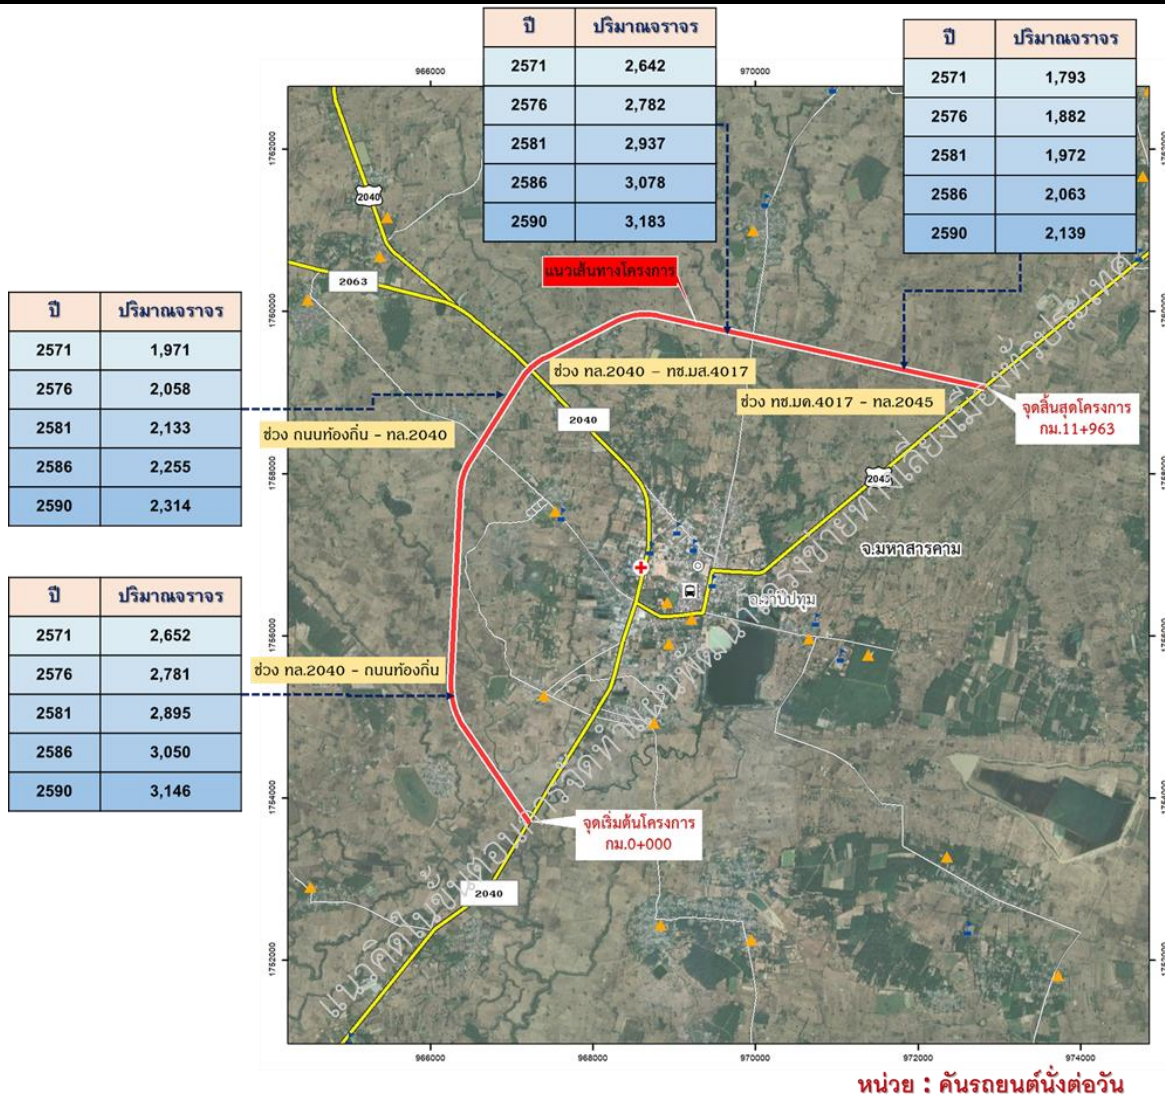 ปี ปริมาณจราจร
2571 2,642
2576 2,782
2581 2,937
2586 3,078
2590 3,183
ปี ปริมาณจราจร
2571 1,793
2576 1,882
2581 1,972
2586 2,063
2590 2,139
ปี ปริมาณจราจร
2571 1,971
2576 2,058
2581 2,133
2586 2,255
2590 2,314
ปี ปริมาณจราจร
2571 2,652
2576 2,781
2581 2,895
2586 3,050
2590 3,146
966000 970000
1762000
1762000
2040
2063
แนวเส้นทางโครงการ
1760000
1760000
ช่วง ทล.2040 - ทช.มส.4017
ช่วง ทช.มค.4017 - ทล.2045
จุดสิ้นสุดโครงการ
กม.11+963
ช่วง ถนนท้องถิ่น - ทล.2040
2040
1758000
1758000
2045
จ.มหาสารคาม
อ.วาปีปทุม
1756000
1756000
ช่วง ทล.2040 - ถนนท้องถิ่น
1754000
1754000
จุดเริ่มต้นโครงการ
กม.0+000
2040
1752000
1752000
966000 968000 970000 972000 974000
หน่วย : คันรถยนต์นั่งต่อวัน